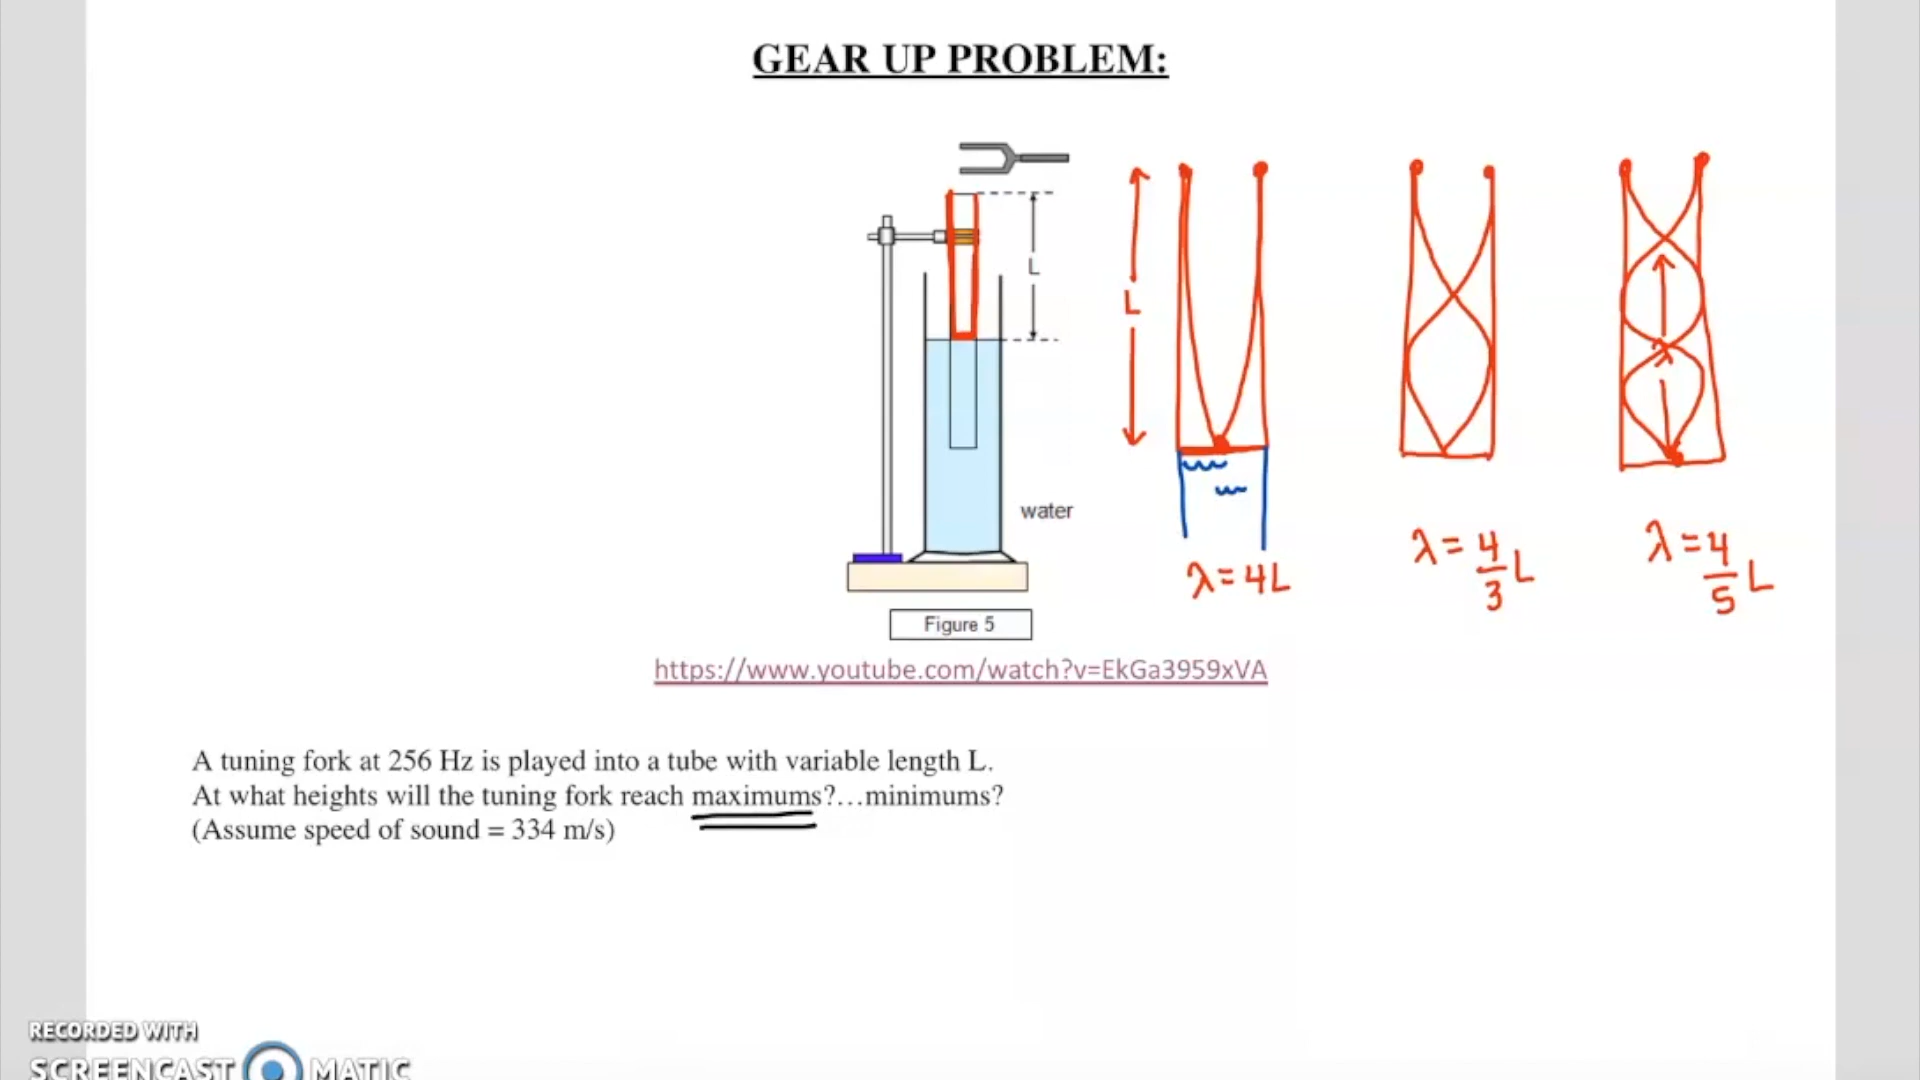 GEAR UP PROBLEM:
L
water
Figure 5
L
λ = 4L
λ = 4/3 L
λ
λ = 4/5 L
https://www.youtube.com/watch?v=EkGa3959xVA
A tuning fork at 256 Hz is played into a tube with variable length L.
At what heights will the tuning fork reach maximums?...minimums?
(Assume speed of sound = 334 m/s)
RECORDED WITH
SCREENCAST MATIC